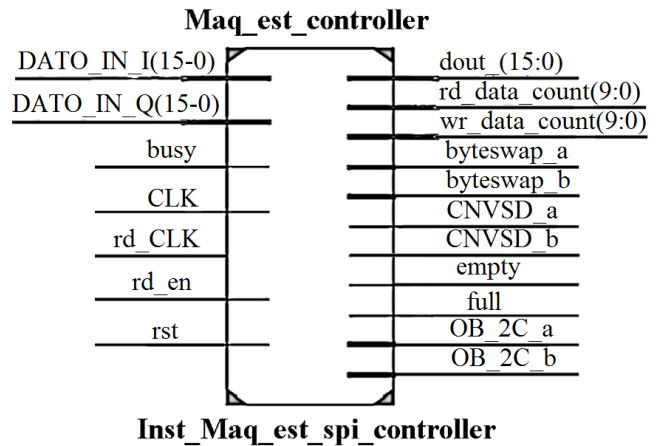 Maq_est_controller
DATO_IN_I(15-0)
DATO_IN_Q(15-0)
busy
CLK
rd_CLK
rd_en
rst
dout_(15:0)
rd_data_count(9:0)
wr_data_count(9:0)
byteswap_a
byteswap_b
CNVSD_a
CNVSD_b
empty
full
OB_2C_a
OB_2C_b
Inst_Maq_est_spi_controller